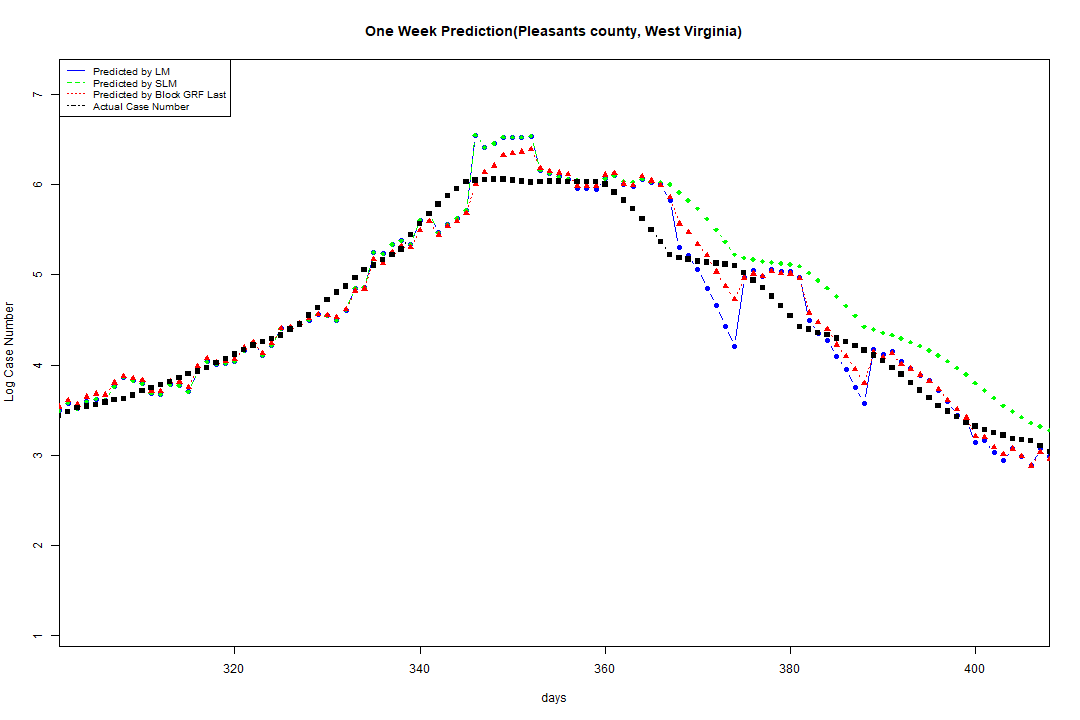 One Week Prediction(Pleasants county, West Virginia)
Predicted by LM
Predicted by SLM
Predicted by Block GRF Last
Actual Case Number
7
6
5
4
3
2
1
Log Case Number
320 340 360 380 400
days